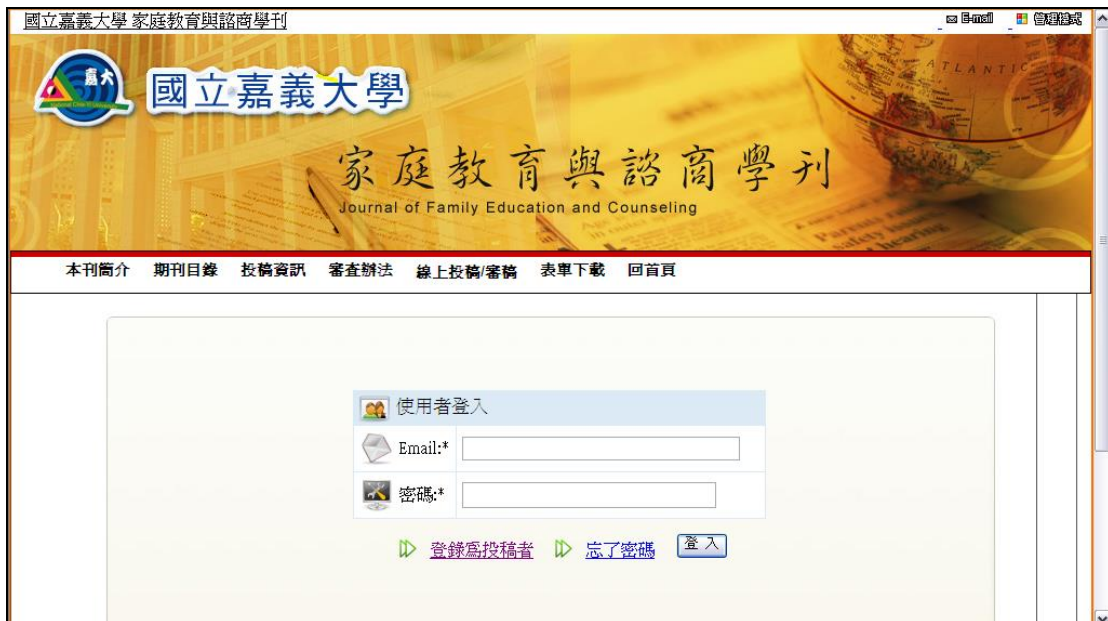 國立嘉義大學 家庭教育與諮商學刊
E-mail 管理模式
嘉大
國立嘉義大學
ATLANTIC
家庭教育與諮商學刊
Journal of Family Education and Counseling
本刊簡介 期刊目錄 投稿資訊 審查辦法 線上投稿/審稿 表單下載 回首頁
使用者登入
Email:*
密碼:*
登錄為投稿者 忘了密碼 登入